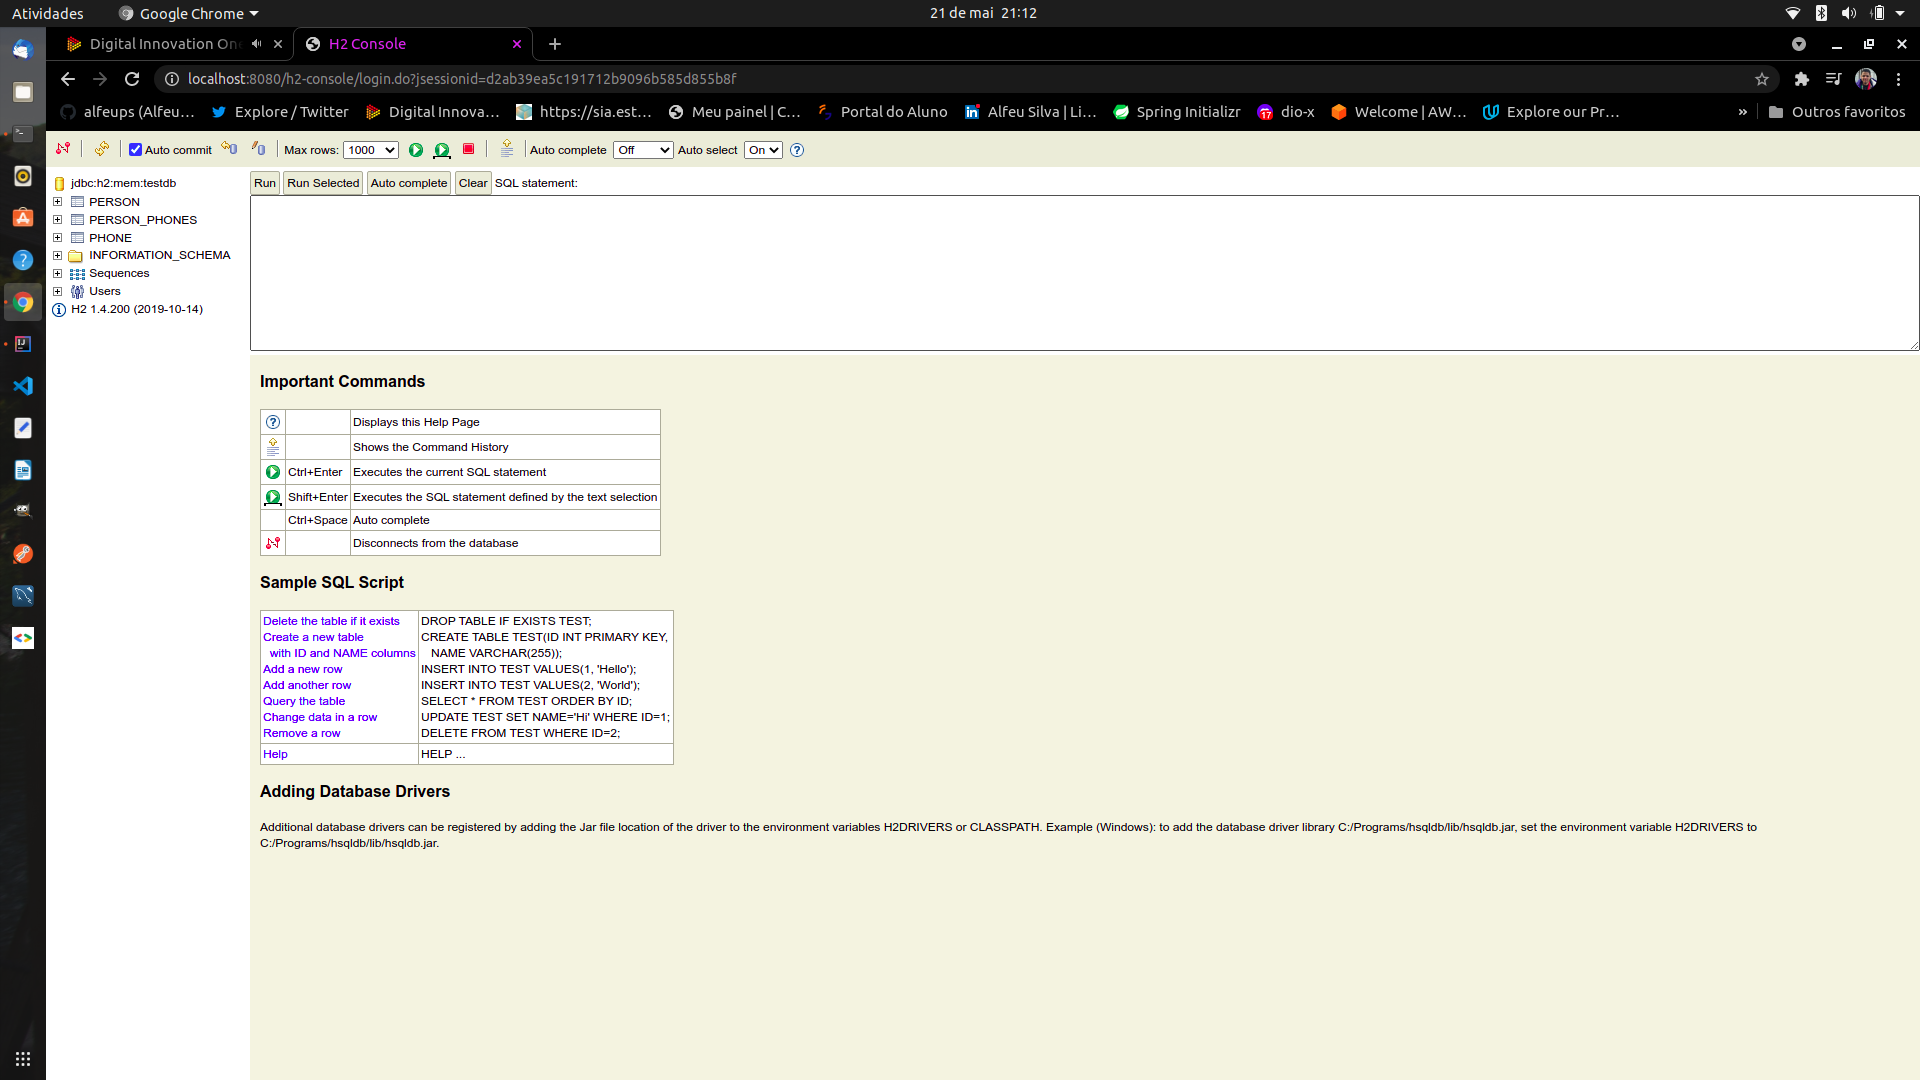 Atividades
Google Chrome
21 de mai 21:12
Digital Innovation One
H2 Console
localhost:8080/h2-console/login.do?jsessionid=d2ab39ea5c191712b9096b585d855b8f
alfeups (Alfeu…
Explore / Twitter
Digital Innova…
https://sia.est…
Meu painel | C…
Portal do Aluno
Alfeu Silva | Li…
Spring Initializr
17
dio-x
Welcome | AW…
Explore our Pr…
»
Outros favoritos
Auto commit
Max rows: 1000
Auto complete Off
Auto select On
jdbc:h2:mem:testdb
PERSON
PERSON_PHONES
PHONE
INFORMATION_SCHEMA
Sequences
Users
H2 1.4.200 (2019-10-14)
Run
Run Selected
Auto complete
Clear
SQL statement:
Important Commands
Displays this Help Page
Shows the Command History
Ctrl+Enter Executes the current SQL statement
Shift+Enter Executes the SQL statement defined by the text selection
Ctrl+Space Auto complete
Disconnects from the database
Sample SQL Script
Delete the table if it exists DROP TABLE IF EXISTS TEST;
Create a new table CREATE TABLE TEST(ID INT PRIMARY KEY,
with ID and NAME columns NAME VARCHAR(255));
Add a new row INSERT INTO TEST VALUES(1, 'Hello');
Add another row INSERT INTO TEST VALUES(2, 'World');
Query the table SELECT * FROM TEST ORDER BY ID;
Change data in a row UPDATE TEST SET NAME='Hi' WHERE ID=1;
Remove a row DELETE FROM TEST WHERE ID=2;
Help HELP ...
Adding Database Drivers
Additional database drivers can be registered by adding the Jar file location of the driver to the environment variables H2DRIVERS or CLASSPATH. Example (Windows): to add the database driver library C:/Programs/hsqldb/lib/hsqldb.jar, set the environment variable H2DRIVERS to
C:/Programs/hsqldb/lib/hsqldb.jar.